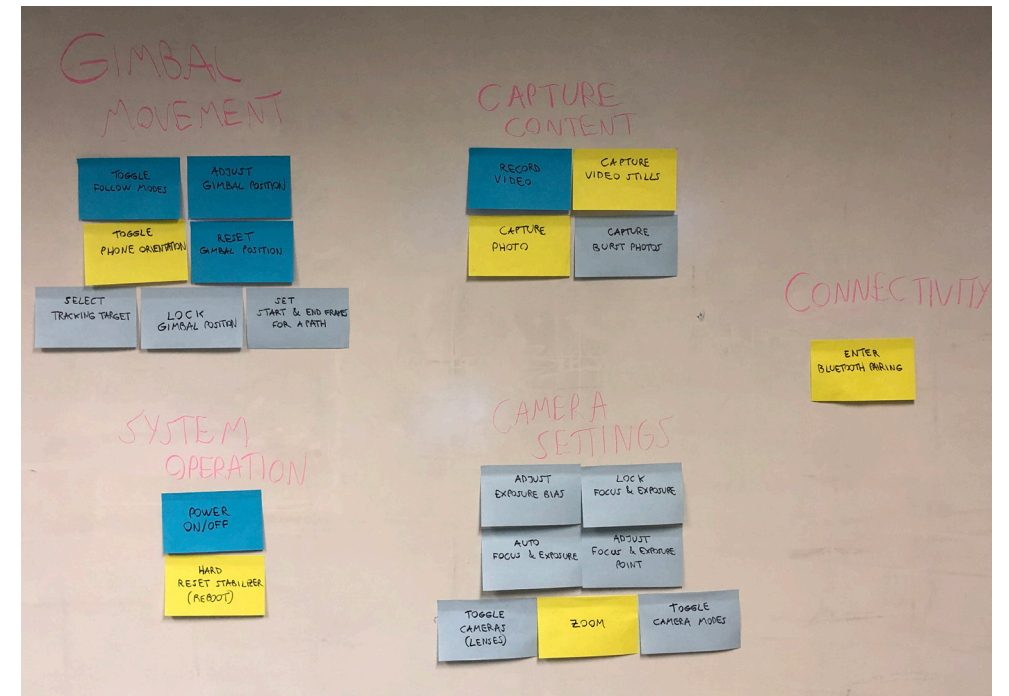 GIMBAL
MOVEMENT
TOGGLE
FOLLOW MODES
ADJUST
GIMBAL POSITION
TOGGLE
PHONE ORIENTATION
RESET
GIMBAL POSITION
SELECT
TRACKING TARGET
LOCK
GIMBAL POSITION
SET
START & END FRAMES
FOR A PATH
CAPTURE
CONTENT
RECORD
VIDEO
CAPTURE
VIDEO STILLS
CAPTURE
PHOTO
CAPTURE
BURST PHOTOS
CONNECTIVITY
ENTER
BLUETOOTH PAIRING
SYSTEM
OPERATION
POWER
ON/OFF
HARD
RESET STABILIZER
(REBOOT)
CAMERA
SETTINGS
ADJUST
EXPOSURE BIAS
LOCK
FOCUS & EXPOSURE
AUTO
FOCUS & EXPOSURE
ADJUST
FOCUS & EXPOSURE
POINT
TOGGLE
CAMERAS
(LENSES)
ZOOM
TOGGLE
CAMERA MODES